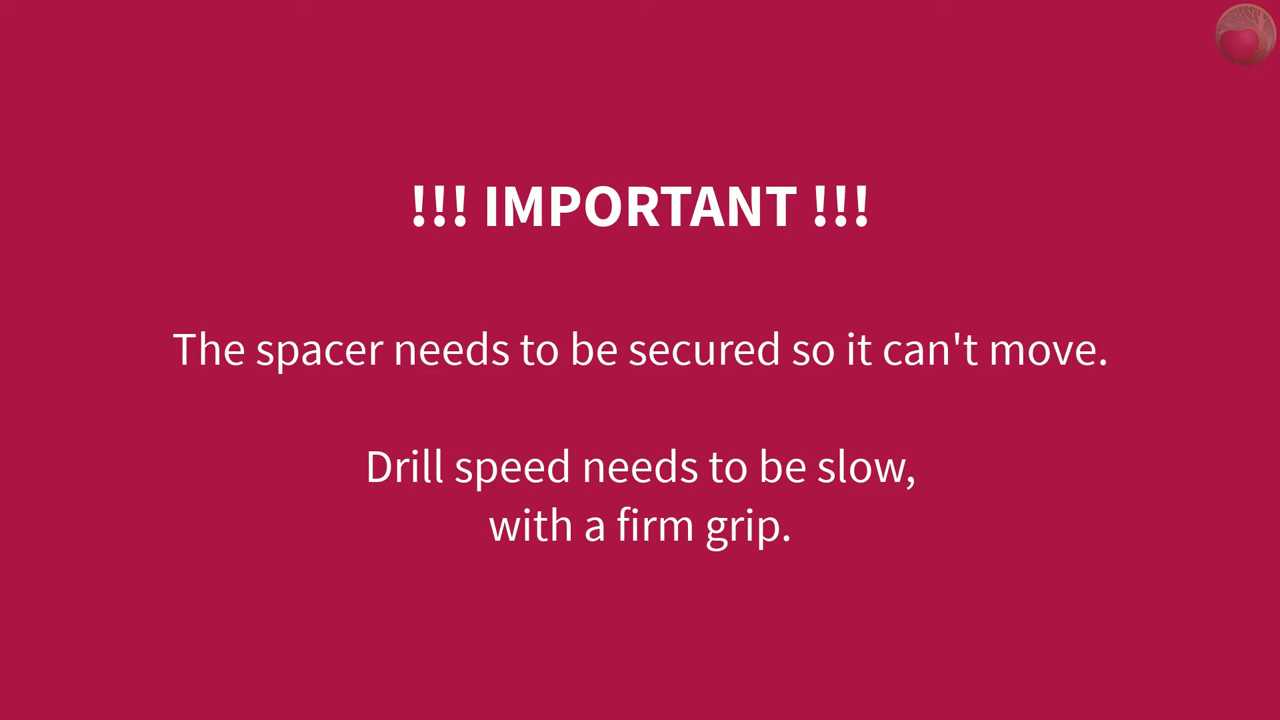 !!! IMPORTANT !!!
The spacer needs to be secured so it can't move.
Drill speed needs to be slow,
with a firm grip.